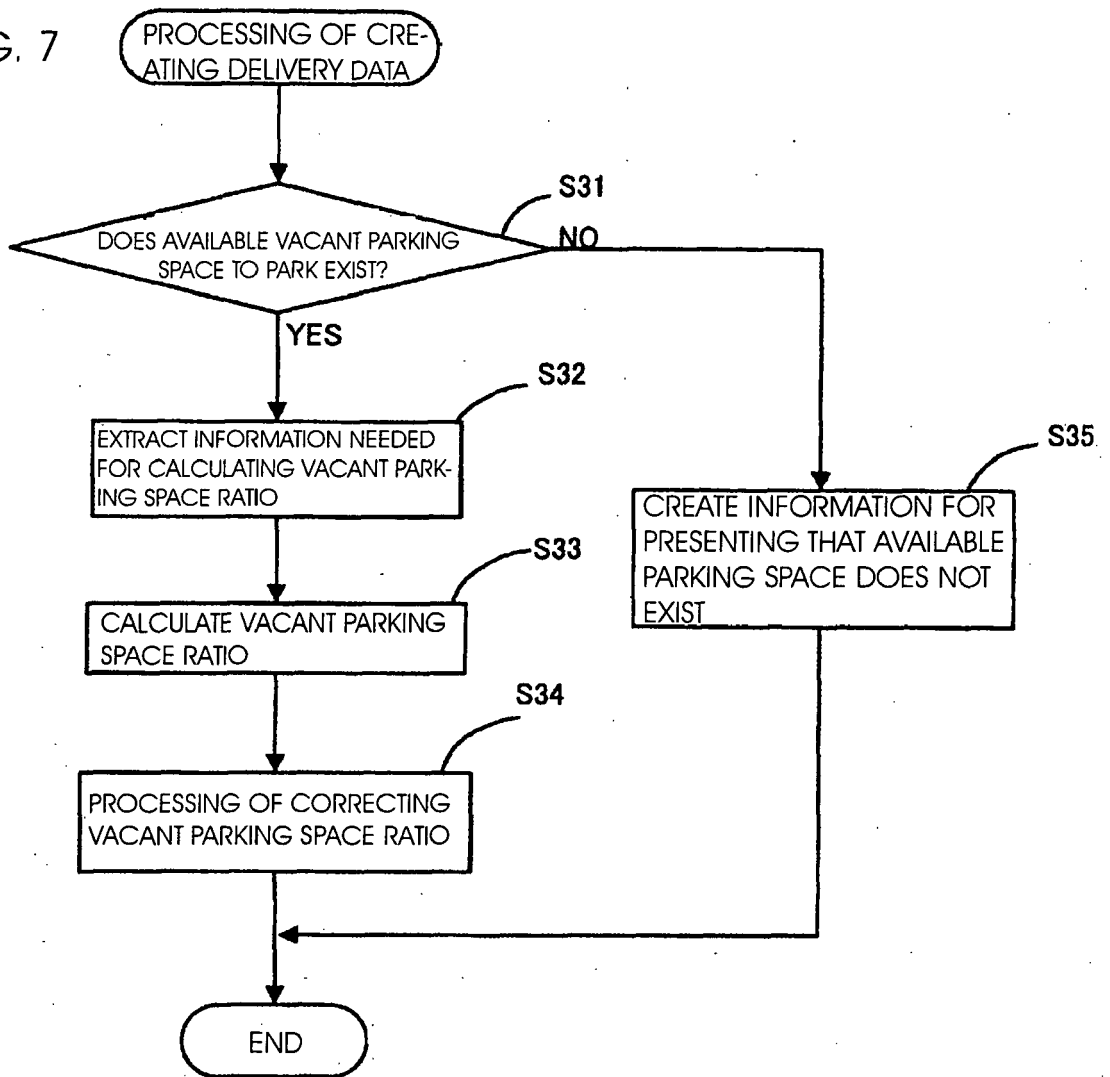 G. 7
PROCESSING OF CRE-
ATING DELIVERY DATA
S31
DOES AVAILABLE VACANT PARKING
SPACE TO PARK EXIST?
NO
YES
S32
EXTRACT INFORMATION NEEDED
FOR CALCULATING VACANT PARK-
ING SPACE RATIO
S35
CREATE INFORMATION FOR
PRESENTING THAT AVAILABLE
PARKING SPACE DOES NOT
EXIST
S33
CALCULATE VACANT PARKING
SPACE RATIO
S34
PROCESSING OF CORRECTING
VACANT PARKING SPACE RATIO
END